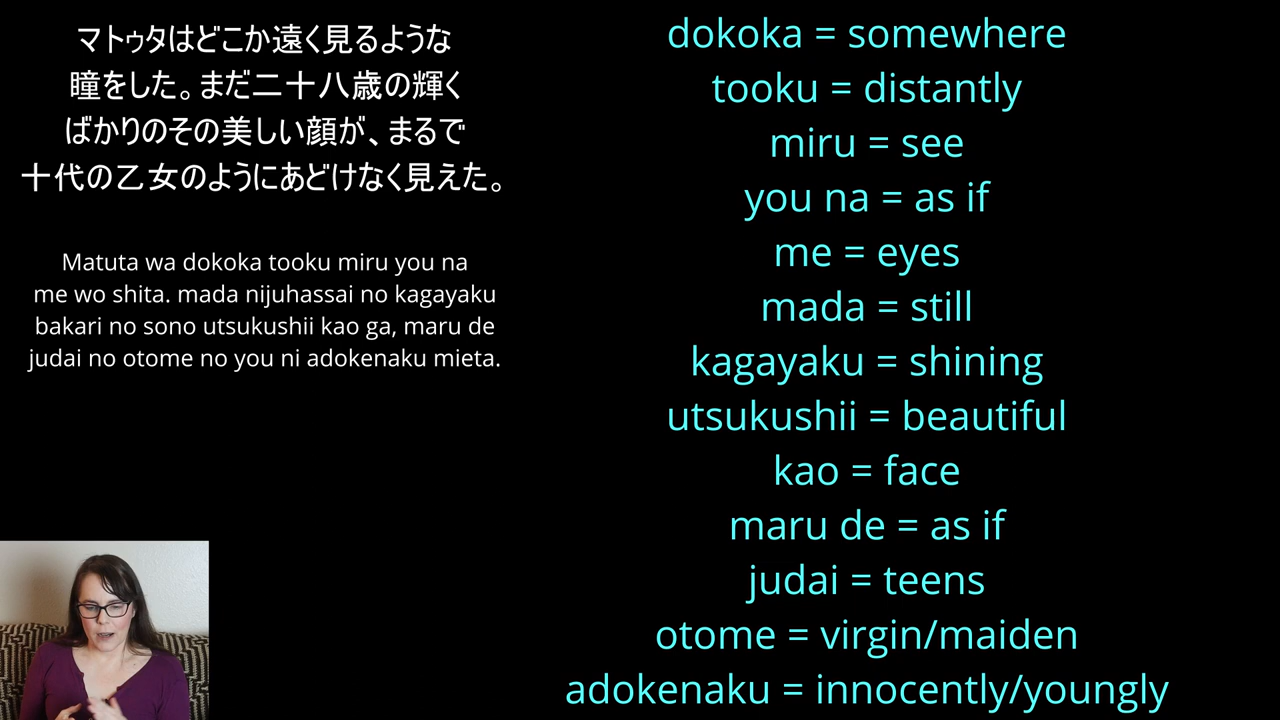 マトゥタはどこか遠く見るような
瞳をした。まだ二十八歳の輝く
ばかりのその美しい顔が、まるで
十代の乙女のようにあどけなく見えた。
Matuta wa dokoka tooku miru you na
me wo shita. mada nijuhassai no kagayaku
bakari no sono utsukushii kao ga, maru de
judai no otome no you ni adokenaku mieta.
dokoka = somewhere
tooku = distantly
miru = see
you na = as if
me = eyes
mada = still
kagayaku = shining
utsukushii = beautiful
kao = face
maru de = as if
judai = teens
otome = virgin/maiden
adokenaku = innocently/youngly